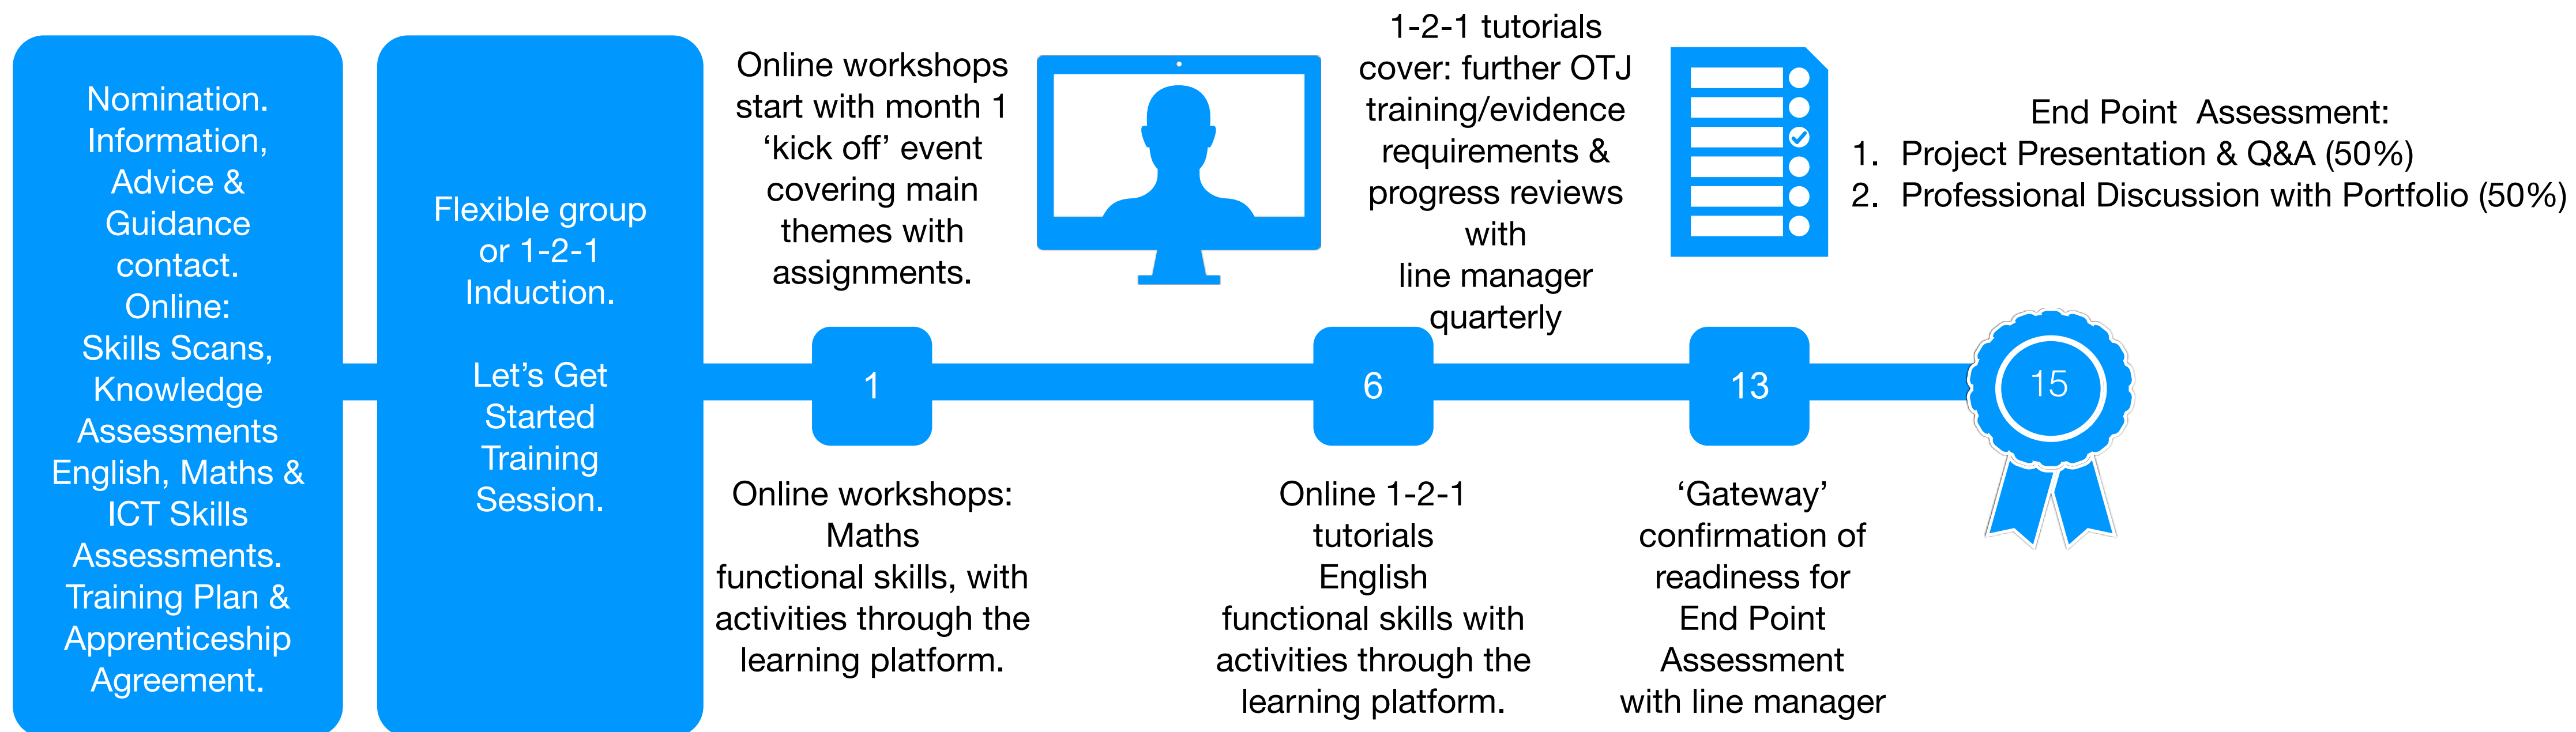 Nomination.
Information,
Advice &
Guidance
contact.
Online:
Skills Scans,
Knowledge
Assessments
English, Maths &
ICT Skills
Assessments.
Training Plan &
Apprenticeship
Agreement.
Flexible group
or 1-2-1
Induction.
Let’s Get
Started
Training
Session.
Online workshops
start with month 1
‘kick off’ event
covering main
themes with
assignments.
1
Online workshops:
Maths
functional skills, with
activities through the
learning platform.
1-2-1 tutorials
cover: further OTJ
training/evidence
requirements &
progress reviews
with
line manager
quarterly
6
Online 1-2-1
tutorials
English
functional skills with
activities through the
learning platform.
13
‘Gateway’
confirmation of
readiness for
End Point
Assessment
with line manager
End Point  Assessment:
1. Project Presentation & Q&A (50%)
2. Professional Discussion with Portfolio (50%)
15